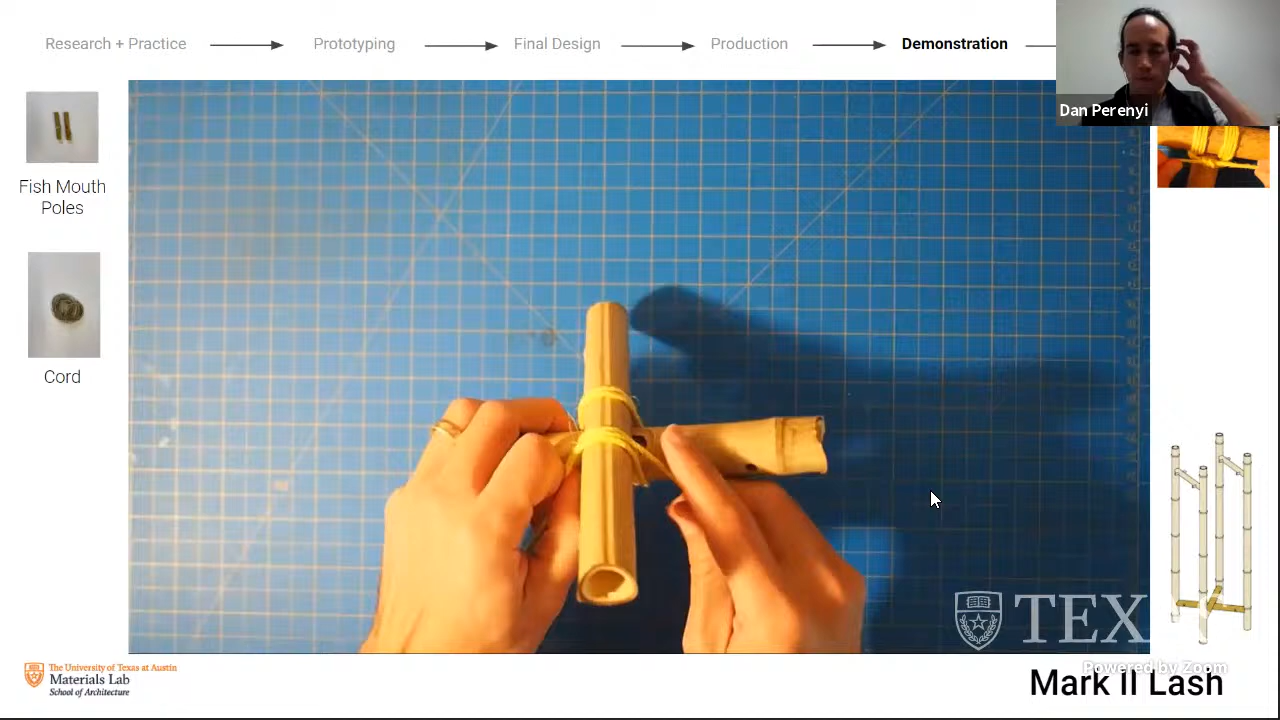 Research + Practice
Prototyping
Final Design
Production
Demonstration
Dan Perenyi
Fish Mouth
Poles
Cord
TEX
The University of Texas at Austin
Materials Lab
School of Architecture
Powered by Zoom
Mark II Lash